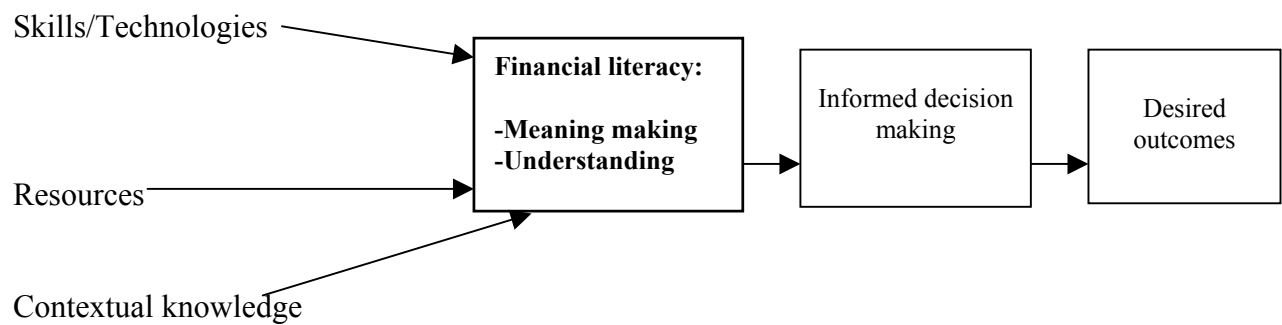 Skills/Technologies
Financial literacy:
-Meaning making
-Understanding
Informed decision
making
Desired
outcomes
Resources
Contextual knowledge